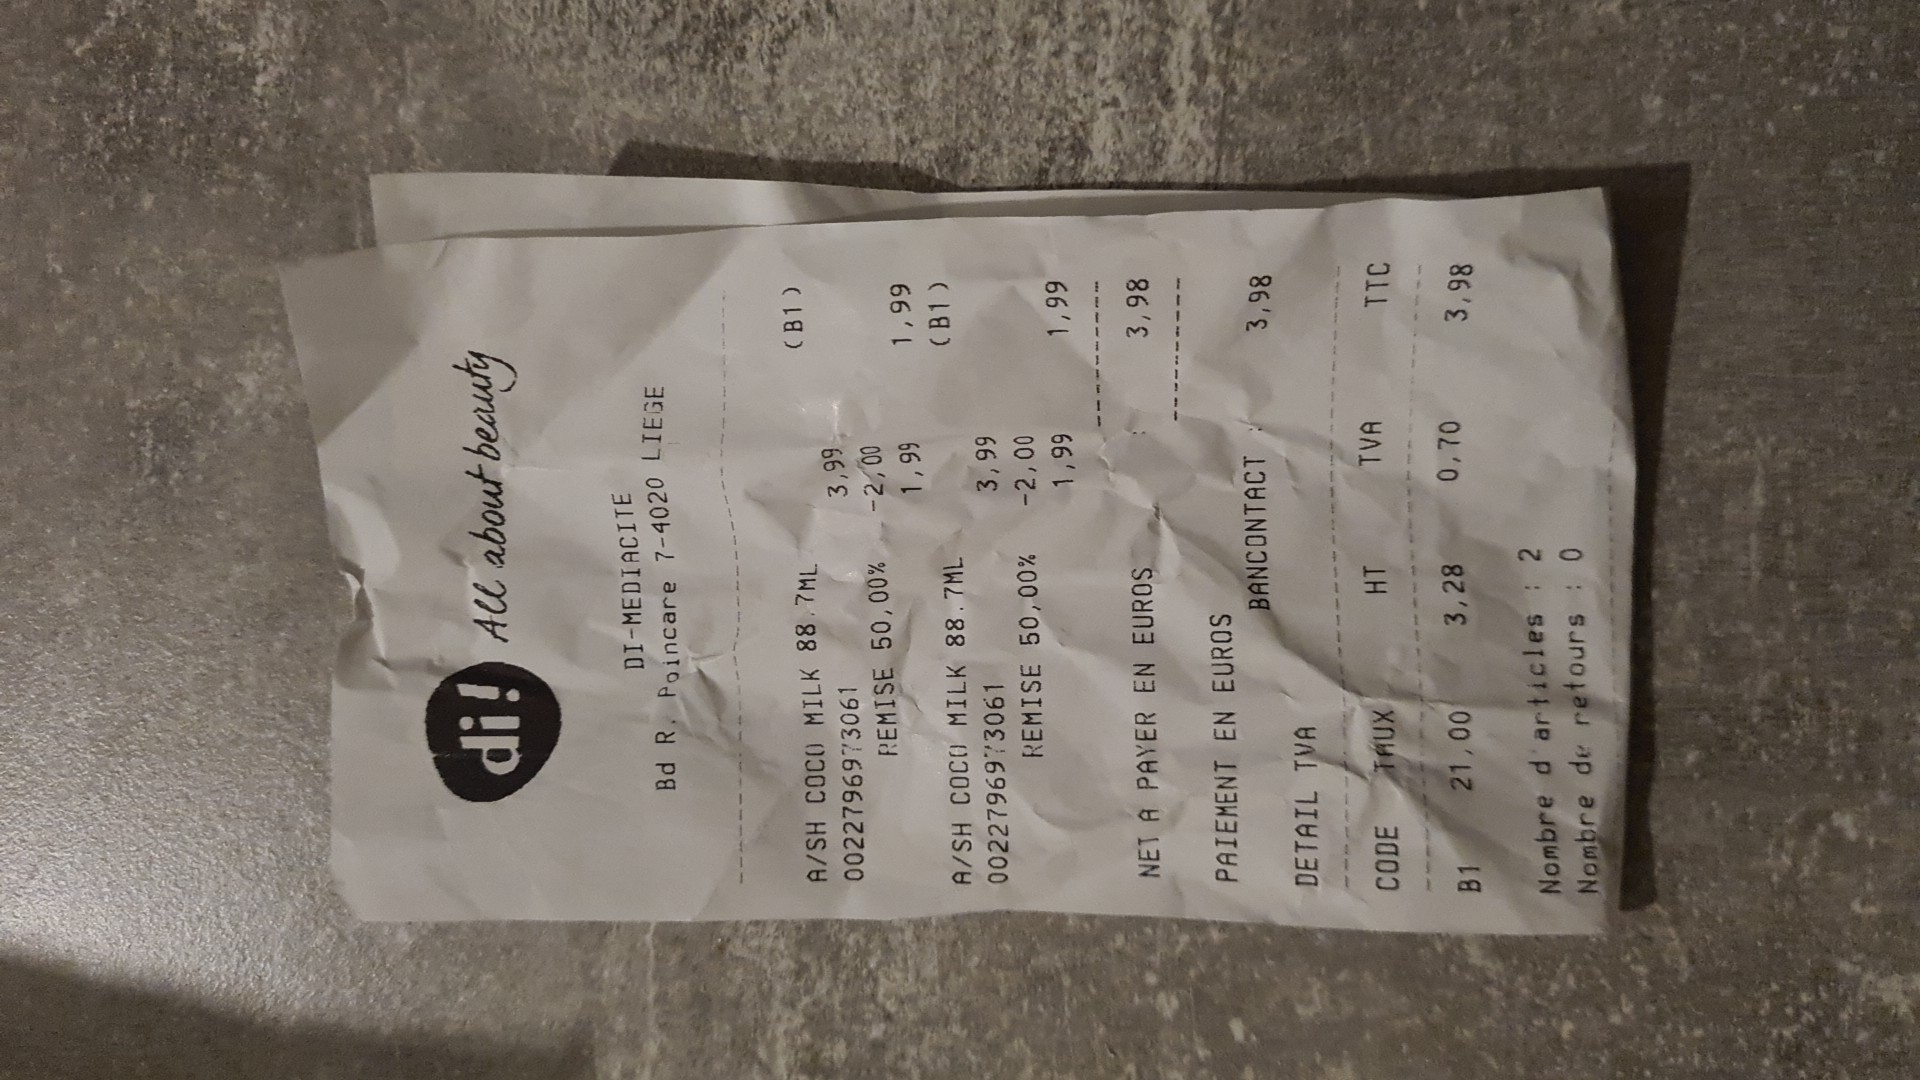 di! All about beauty
DI-MEDIACITE
Bd R. Poincare 7-4020 LIEGE
(B1)
A/SH COCO MILK 88.7ML
0022796973061 3,99
REMISE 50,00% -2,00
1,99 1,99
(B1)
A/SH COCO MILK 88.7ML
0022796973061 3,99
REMISE 50,00% -2,00
1,99 1,99
NET A PAYER EN EUROS : 3,98
PAIEMENT EN EUROS
BANCONTACT : 3,98
DETAIL TVA
CODE TAUX HT TVA TTC
B1 21,00 3,28 0,70 3,98
Nombre d'articles : 2
Nombre de retours : 0